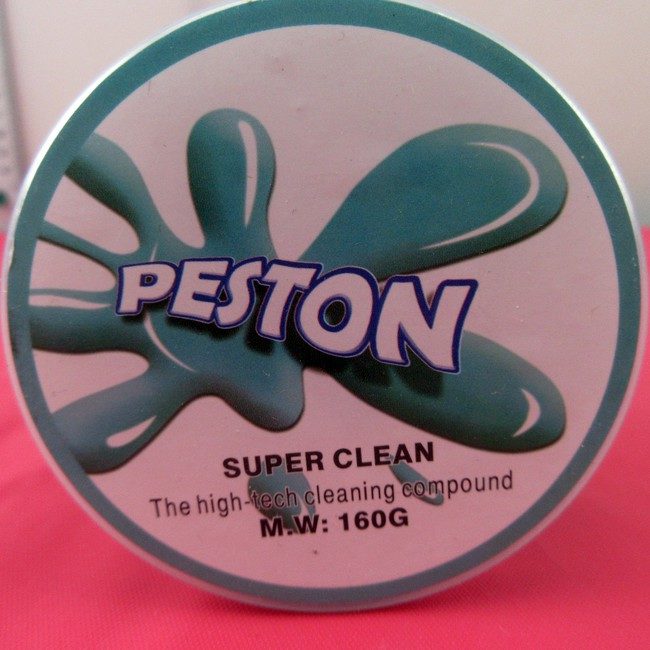 PESTON
SUPER CLEAN
The high-tech cleaning compound
M.W: 160G